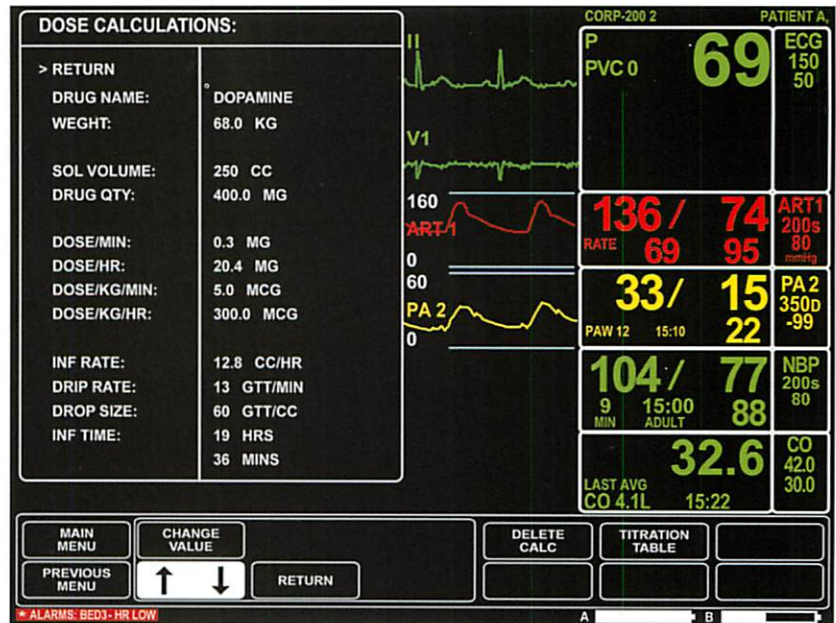 DOSE CALCULATIONS:
> RETURN
DRUG NAME: DOPAMINE
WEGHT: 68.0 KG
SOL VOLUME: 250 CC
DRUG QTY: 400.0 MG
DOSE/MIN: 0.3 MG
DOSE/HR: 20.4 MG
DOSE/KG/MIN: 5.0 MCG
DOSE/KG/HR: 300.0 MCG
INF RATE: 12.8 CC/HR
DRIP RATE: 13 GTT/MIN
DROP SIZE: 60 GTT/CC
INF TIME: 19 HRS
36 MINS
II
V1
160
ART 1
0
60
PA 2
0
CORP-200 2 PATIENT A,
P 69 ECG
PVC 0 150
50
136/ 74 ART1
200s
RATE 69 95 80
mmHg
33/ 15 PA 2
350D
PAW 12 15:10 22 -99
104/ 77 NBP
200s
9 15:00 88 80
MIN ADULT
32.6 CO
42.0
LAST AVG 30.0
CO 4.1L 15:22
MAIN MENU
CHANGE VALUE
DELETE CALC
TITRATION TABLE
PREVIOUS MENU
↑ ↓
RETURN
* ALARMS: BED3- HR LOW A B